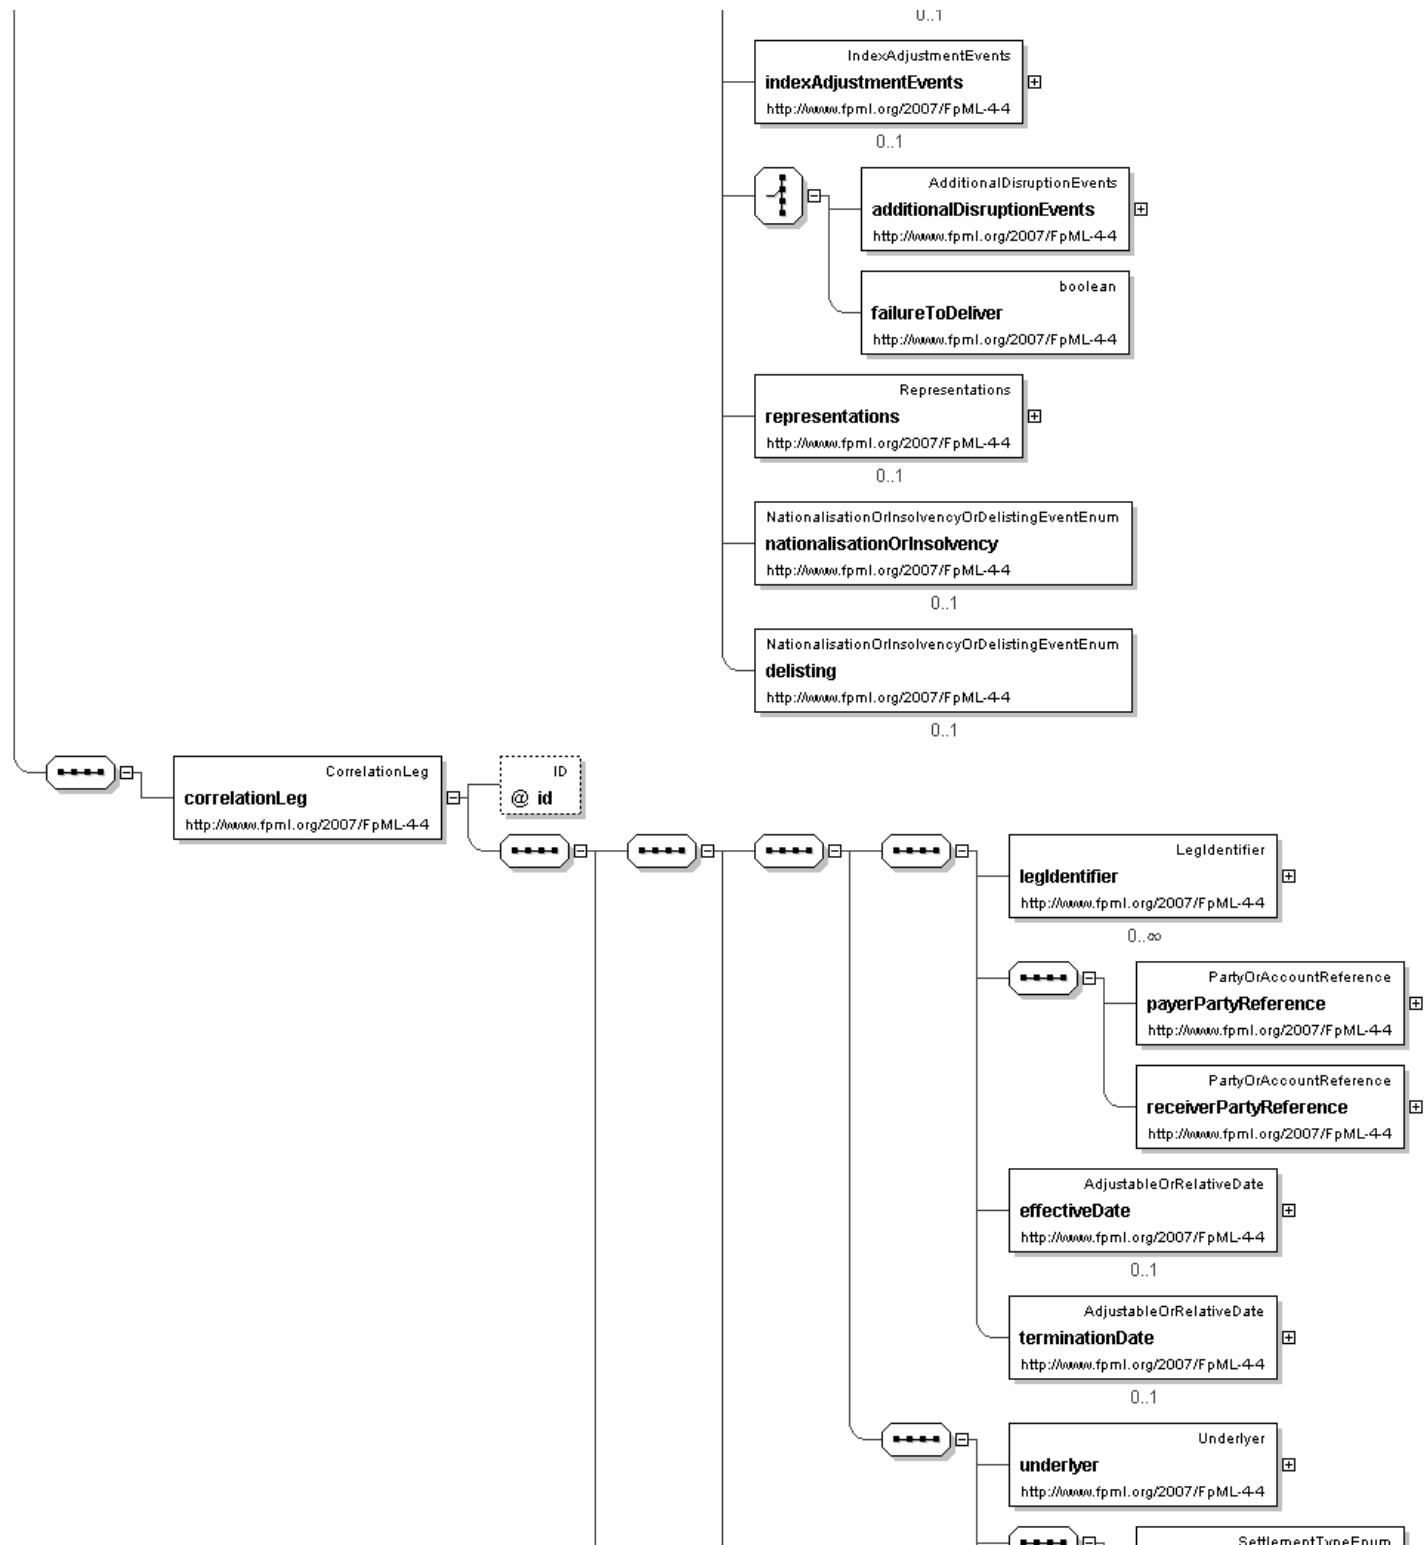 0..1
IndexAdjustmentEvents
indexAdjustmentEvents
http://www.fpml.org/2007/FpML-4-4
0..1
AdditionalDisruptionEvents
additionalDisruptionEvents
http://www.fpml.org/2007/FpML-4-4
boolean
failureToDeliver
http://www.fpml.org/2007/FpML-4-4
Representations
representations
http://www.fpml.org/2007/FpML-4-4
0..1
NationalisationOrInsolvencyOrDelistingEventEnum
nationalisationOrInsolvency
http://www.fpml.org/2007/FpML-4-4
0..1
NationalisationOrInsolvencyOrDelistingEventEnum
delisting
http://www.fpml.org/2007/FpML-4-4
0..1
CorrelationLeg
correlationLeg
http://www.fpml.org/2007/FpML-4-4
ID
@ id
LegIdentifier
legIdentifier
http://www.fpml.org/2007/FpML-4-4
0..∞
PartyOrAccountReference
payerPartyReference
http://www.fpml.org/2007/FpML-4-4
PartyOrAccountReference
receiverPartyReference
http://www.fpml.org/2007/FpML-4-4
AdjustableOrRelativeDate
effectiveDate
http://www.fpml.org/2007/FpML-4-4
0..1
AdjustableOrRelativeDate
terminationDate
http://www.fpml.org/2007/FpML-4-4
0..1
Underlyer
underlyer
http://www.fpml.org/2007/FpML-4-4
SettlementTypeEnum